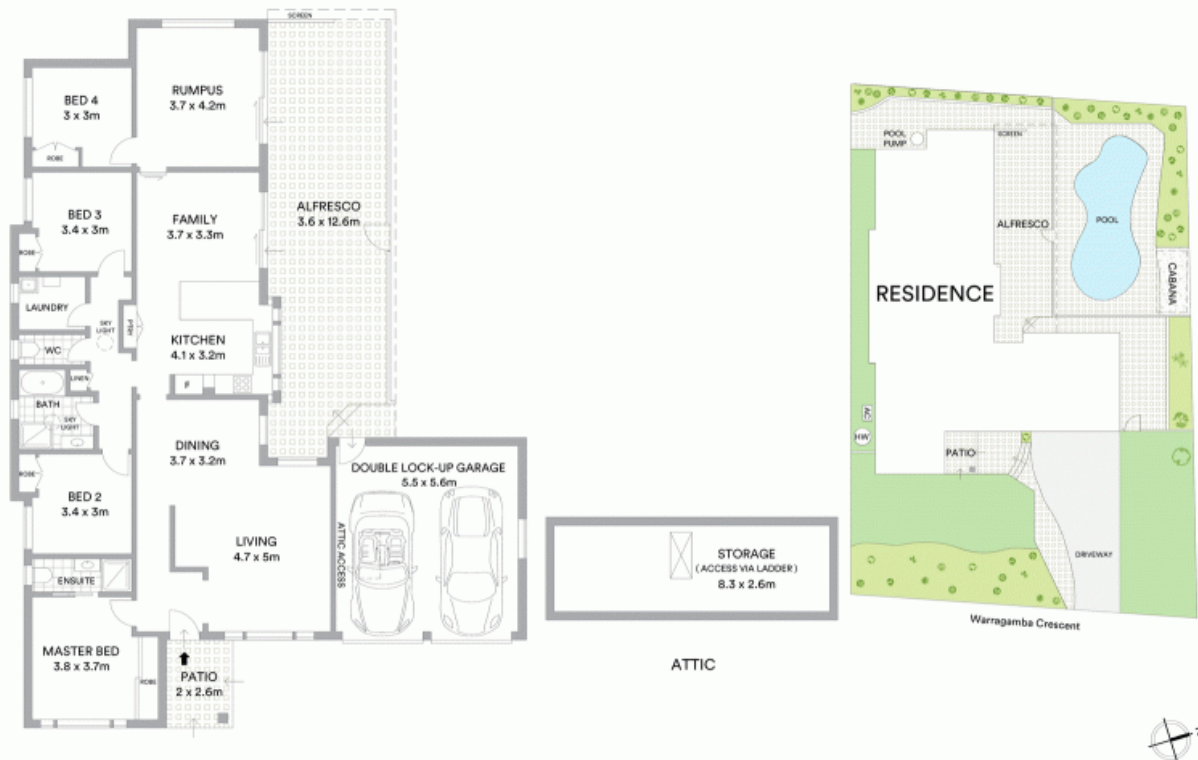 SCREEN
RUMPUS
3.7 x 4.2m
BED 4
3 x 3m
ROBE
BED 3
3.4 x 3m
ROBE
FAMILY
3.7 x 3.3m
ALFRESCO
3.6 x 12.6m
LAUNDRY
SKY
LIGHT
PTRY
WC
KITCHEN
4.1 x 3.2m
F
LINEN
BATH
SKY
LIGHT
DINING
3.7 x 3.2m
ROBE
BED 2
3.4 x 3m
LIVING
4.7 x 5m
DOUBLE LOCK-UP GARAGE
5.5 x 5.6m
ATTIC ACCESS
ENSUITE
MASTER BED
3.8 x 3.7m
ROBE
PATIO
2 x 2.6m
STORAGE
( ACCESS VIA LADDER )
8.3 x 2.6m
ATTIC
POOL
PUMP
SCREEN
ALFRESCO
POOL
CABANA
RESIDENCE
AC
HW
PATIO
DRIVEWAY
Warragamba Crescent